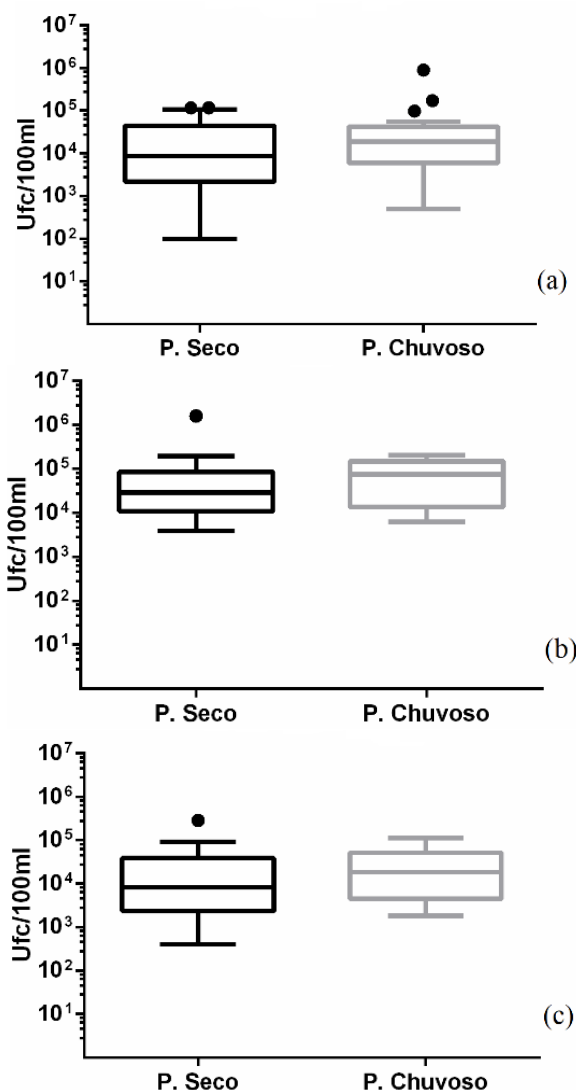 10⁷
10⁶
10⁵
10⁴
10³
10²
10¹
Ufc/100ml
P. Seco P. Chuvoso
(a)
10⁷
10⁶
10⁵
10⁴
10³
10²
10¹
Ufc/100ml
P. Seco P. Chuvoso
(b)
10⁷
10⁶
10⁵
10⁴
10³
10²
10¹
Ufc/100ml
P. Seco P. Chuvoso
(c)